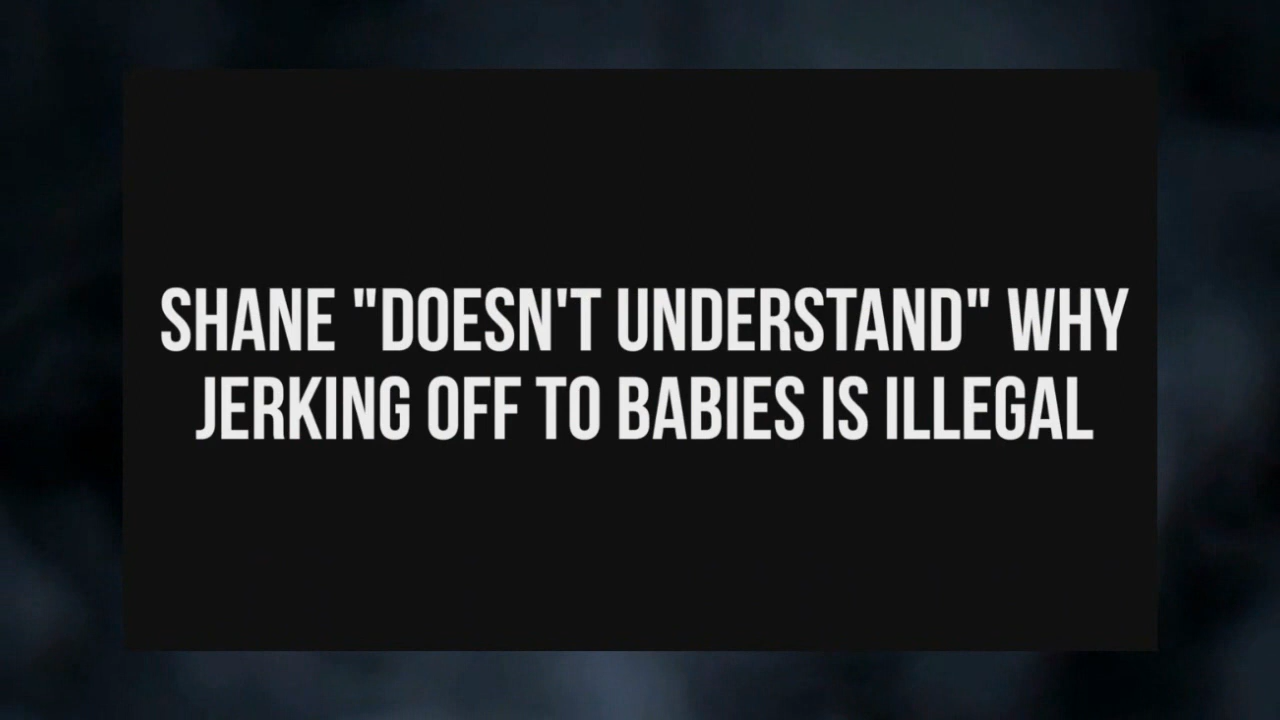 SHANE "DOESN'T UNDERSTAND" WHY
JERKING OFF TO BABIES IS ILLEGAL